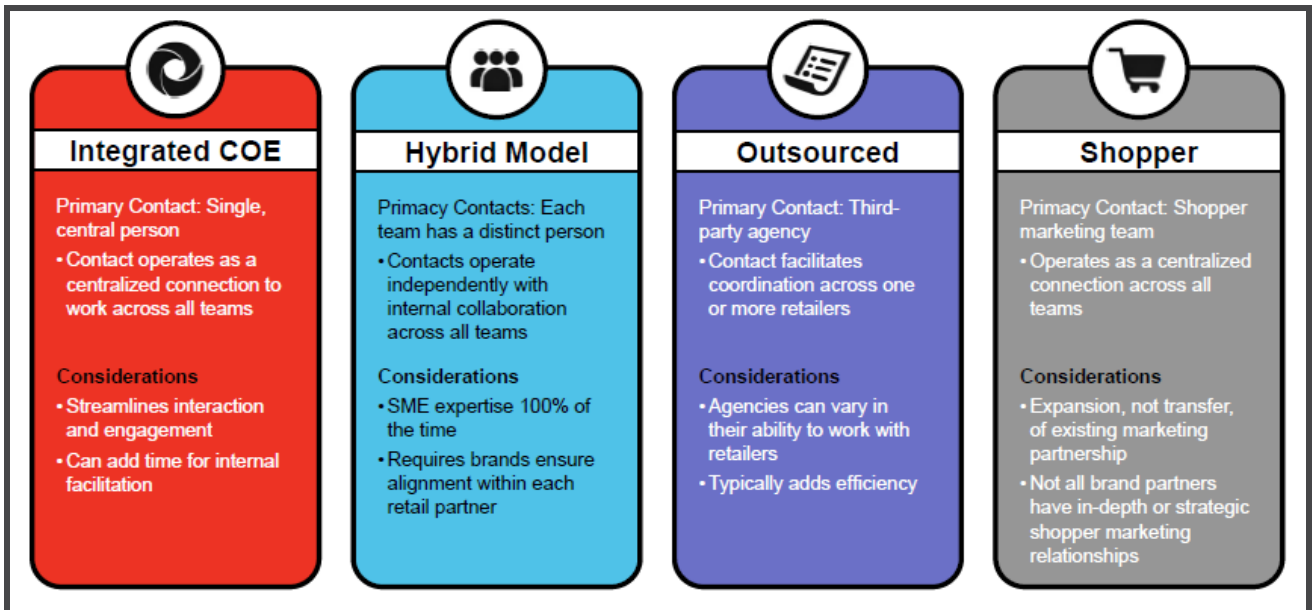 Integrated COE
Primary Contact: Single,
central person
• Contact operates as a
centralized connection to
work across all teams
Considerations
• Streamlines interaction
and engagement
• Can add time for internal
facilitation
Hybrid Model
Primacy Contacts: Each
team has a distinct person
• Contacts operate
independently with
internal collaboration
across all teams
Considerations
• SME expertise 100% of
the time
• Requires brands ensure
alignment within each
retail partner
Outsourced
Primary Contact: Third-
party agency
• Contact facilitates
coordination across one
or more retailers
Considerations
• Agencies can vary in
their ability to work with
retailers
• Typically adds efficiency
Shopper
Primacy Contact: Shopper
marketing team
• Operates as a centralized
connection across all
teams
Considerations
• Expansion, not transfer,
of existing marketing
partnership
• Not all brand partners
have in-depth or strategic
shopper marketing
relationships